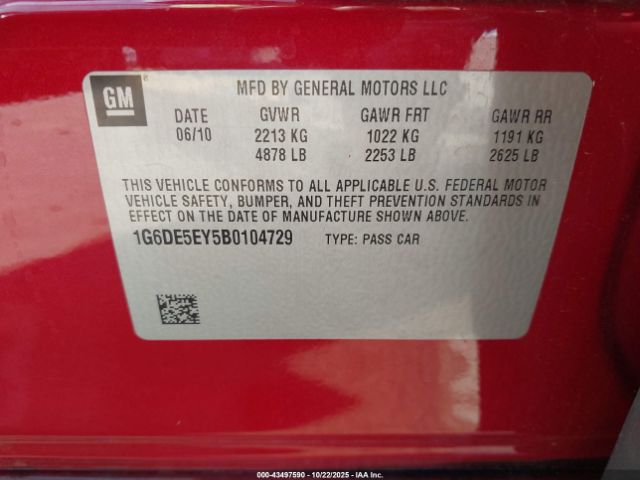 GM
MFD BY GENERAL MOTORS LLC
DATE GVWR GAWR FRT GAWR RR
06/10 2213 KG 1022 KG 1191 KG
4878 LB 2253 LB 2625 LB
THIS VEHICLE CONFORMS TO ALL APPLICABLE U.S. FEDERAL MOTOR
VEHICLE SAFETY, BUMPER, AND THEFT PREVENTION STANDARDS IN
EFFECT ON THE DATE OF MANUFACTURE SHOWN ABOVE.
1G6DE5EY5B0104729 TYPE: PASS CAR
000-43497590 - 10/22/2025 - IAA Inc.